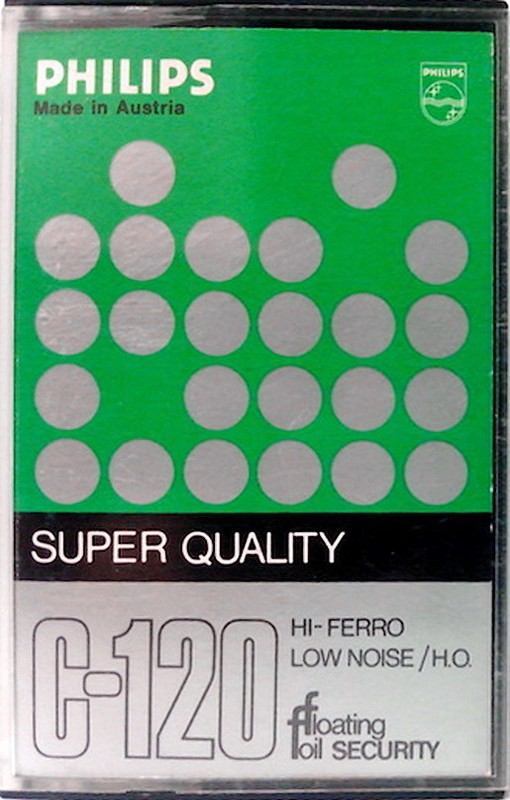 PHILIPS
Made in Austria
PHILIPS
SUPER QUALITY
C-120
HI-FERRO
LOW NOISE/H.O.
floating
foil SECURITY